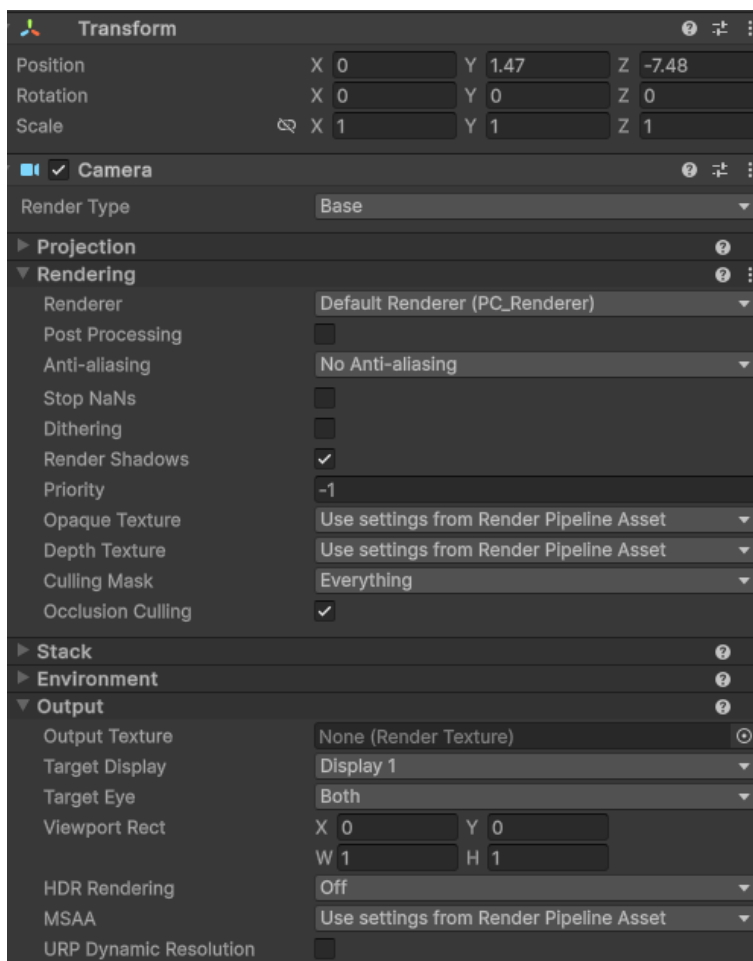 Transform
Position X 0 Y 1.47 Z -7.48
Rotation X 0 Y 0 Z 0
Scale X 1 Y 1 Z 1
Camera
Render Type Base
Projection
Rendering
Renderer Default Renderer (PC_Renderer)
Post Processing
Anti-aliasing No Anti-aliasing
Stop NaNs
Dithering
Render Shadows
Priority -1
Opaque Texture Use settings from Render Pipeline Asset
Depth Texture Use settings from Render Pipeline Asset
Culling Mask Everything
Occlusion Culling
Stack
Environment
Output
Output Texture None (Render Texture)
Target Display Display 1
Target Eye Both
Viewport Rect X 0 Y 0
W 1 H 1
HDR Rendering Off
MSAA Use settings from Render Pipeline Asset
URP Dynamic Resolution